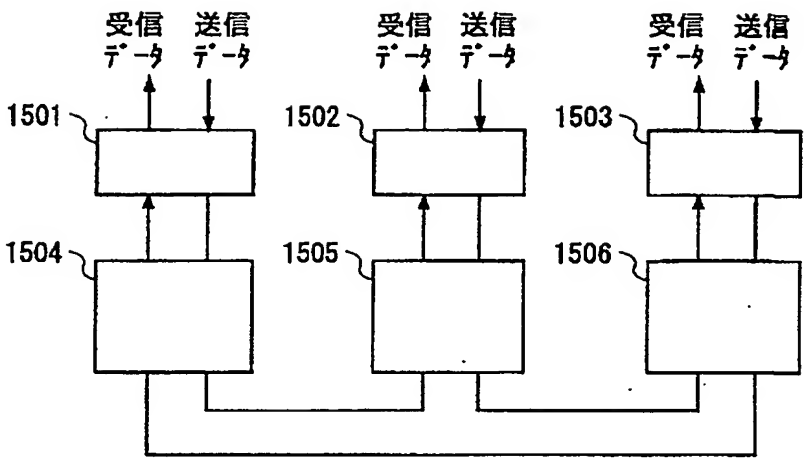 受信 送信 受信 送信 受信 送信
データ データ データ データ データ データ
1501 1502 1503
1504 1505 1506